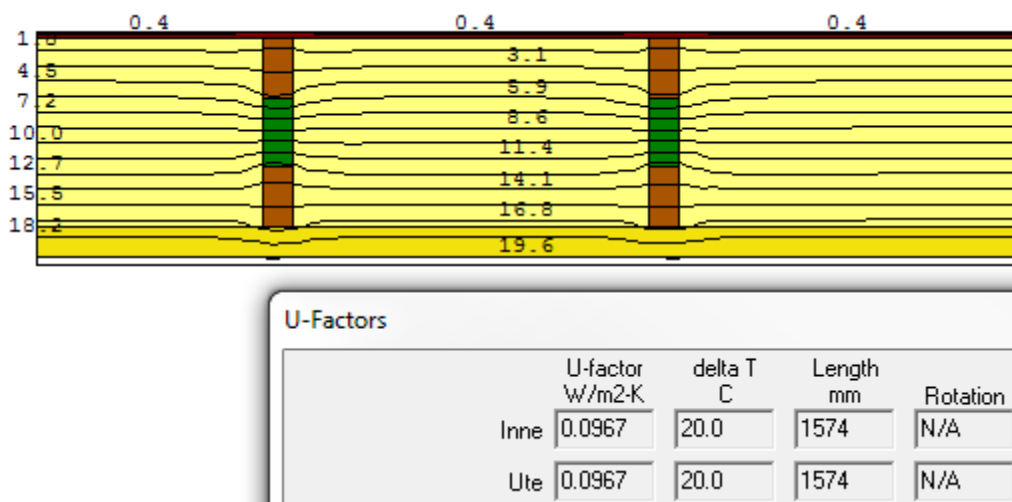 0.4 0.4 0.4
1.8
3.1
4.5
5.9
7.2
8.6
10.0
11.4
12.7
14.1
15.5
16.8
18.2
19.6
U-Factors
U-factor delta T Length
W/m2-K C mm Rotation
Inne 0.0967 20.0 1574 N/A
Ute 0.0967 20.0 1574 N/A